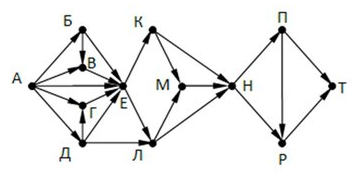 Б К П
В
А Е М Н Т
Г
Д Л Р